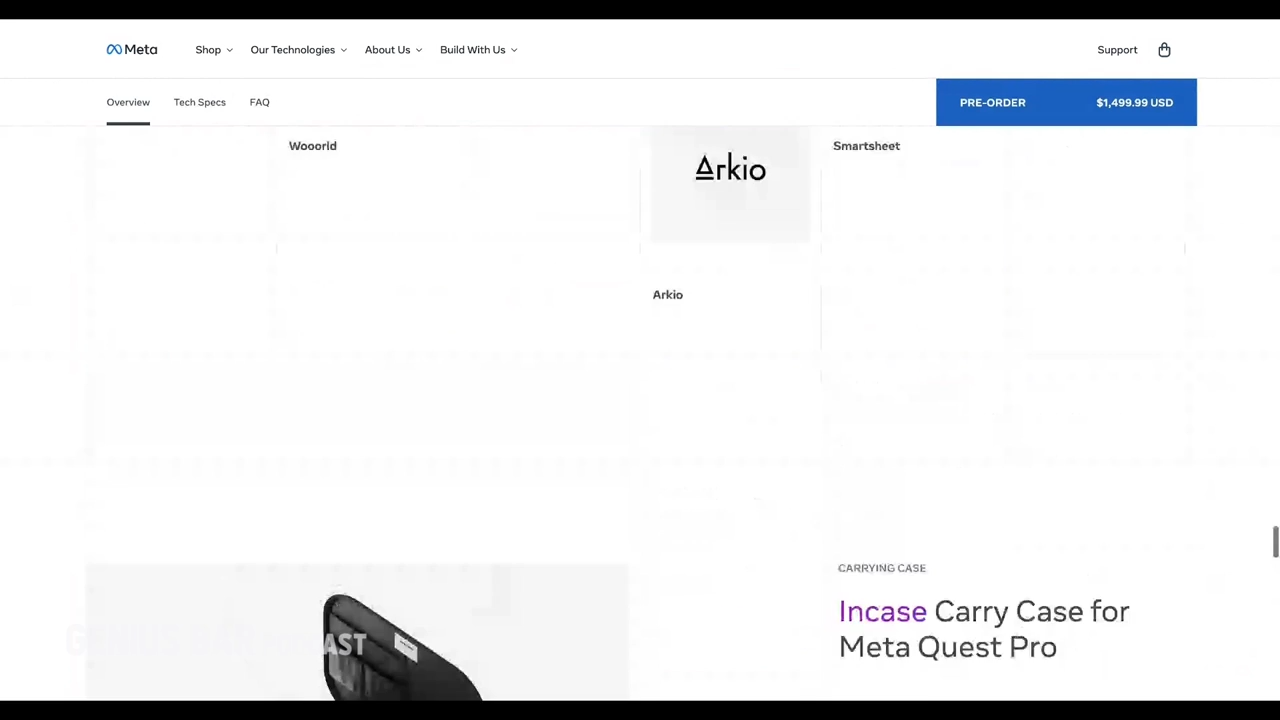 Meta Shop Our Technologies About Us Build With Us Support
Overview Tech Specs FAQ PRE-ORDER $1,499.99 USD
Wooorld
Arkio
Smartsheet
Arkio
CARRYING CASE
Incase Carry Case for
Meta Quest Pro